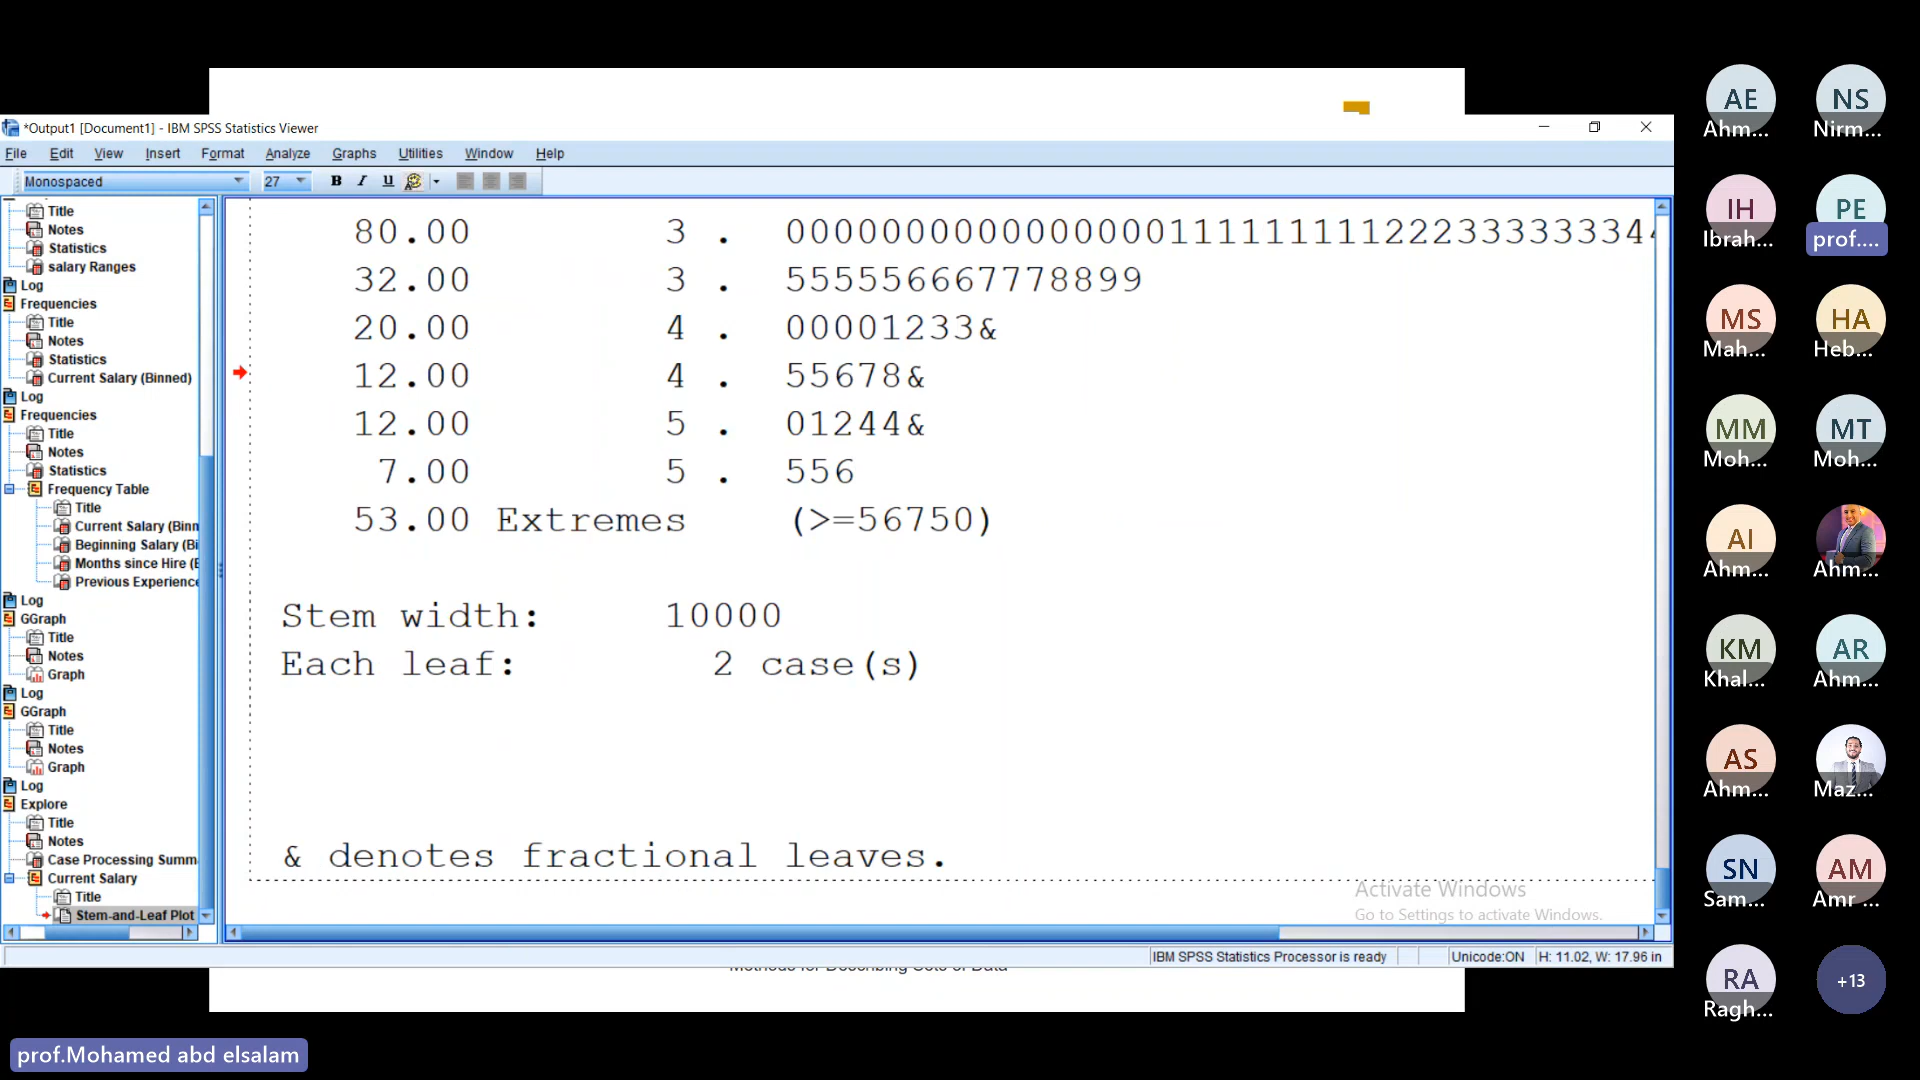 *Output1 [Document1] - IBM SPSS Statistics Viewer
File Edit View Insert Format Analyze Graphs Utilities Window Help
Monospaced 27 B I U
Title
Notes
Statistics
salary Ranges
Log
Frequencies
Title
Notes
Statistics
Current Salary (Binned)
Log
Frequencies
Title
Notes
Statistics
Frequency Table
Title
Current Salary (Binn
Beginning Salary (Bi
Months since Hire (B
Previous Experience
Log
GGraph
Title
Notes
Graph
Log
GGraph
Title
Notes
Graph
Log
Explore
Title
Notes
Case Processing Summ
Current Salary
Title
Stem-and-Leaf Plot
80.00 3 . 000000000000000011111111122233333334
32.00 3 . 555556667778899
20.00 4 . 00001233&
12.00 4 . 55678&
12.00 5 . 01244&
7.00 5 . 556
53.00 Extremes (>=56750)
Stem width: 10000
Each leaf: 2 case(s)
& denotes fractional leaves.
Activate Windows
Go to Settings to activate Windows.
IBM SPSS Statistics Processor is ready Unicode:ON H: 11.02, W: 17.96 in
Methods for Describing Sets of Data
prof.Mohamed abd elsalam
AE NS
Ahm... Nirm...
IH PE
Ibrah... prof....
MS HA
Mah... Heb...
MM MT
Moh... Moh...
AI
Ahm... Ahm...
KM AR
Khal... Ahm...
AS
Ahm... Maz...
SN AM
Sam... Amr ...
RA +13
Ragh...